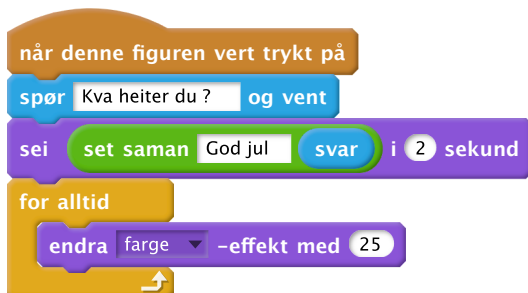 når denne figuren vert trykt på
spør Kva heiter du ? og vent
sei set saman God jul svar i 2 sekund
for alltid
endra farge -effekt med 25